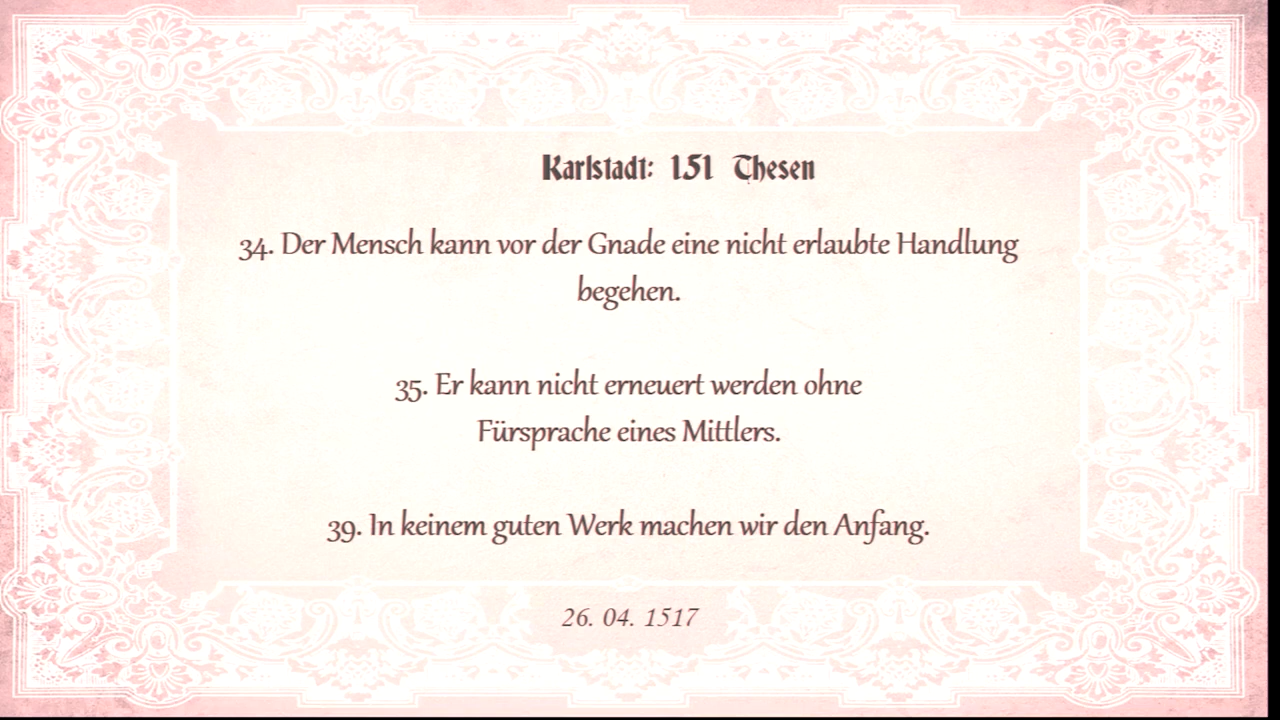 Karlstadt: 151 Thesen
34. Der Mensch kann vor der Gnade eine nicht erlaubte Handlung
begehen.
35. Er kann nicht erneuert werden ohne
Fürsprache eines Mittlers.
39. In keinem guten Werk machen wir den Anfang.
26. 04. 1517